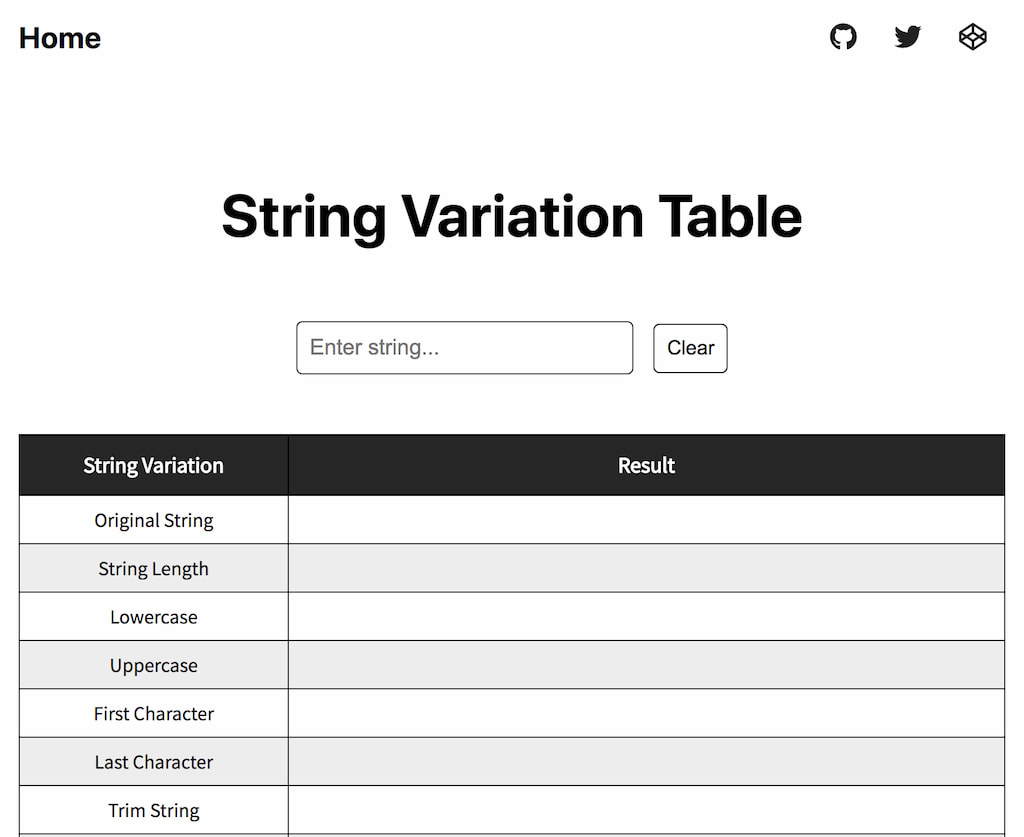 Home
String Variation Table
Enter string...
Clear
String Variation
Result
Original String
String Length
Lowercase
Uppercase
First Character
Last Character
Trim String